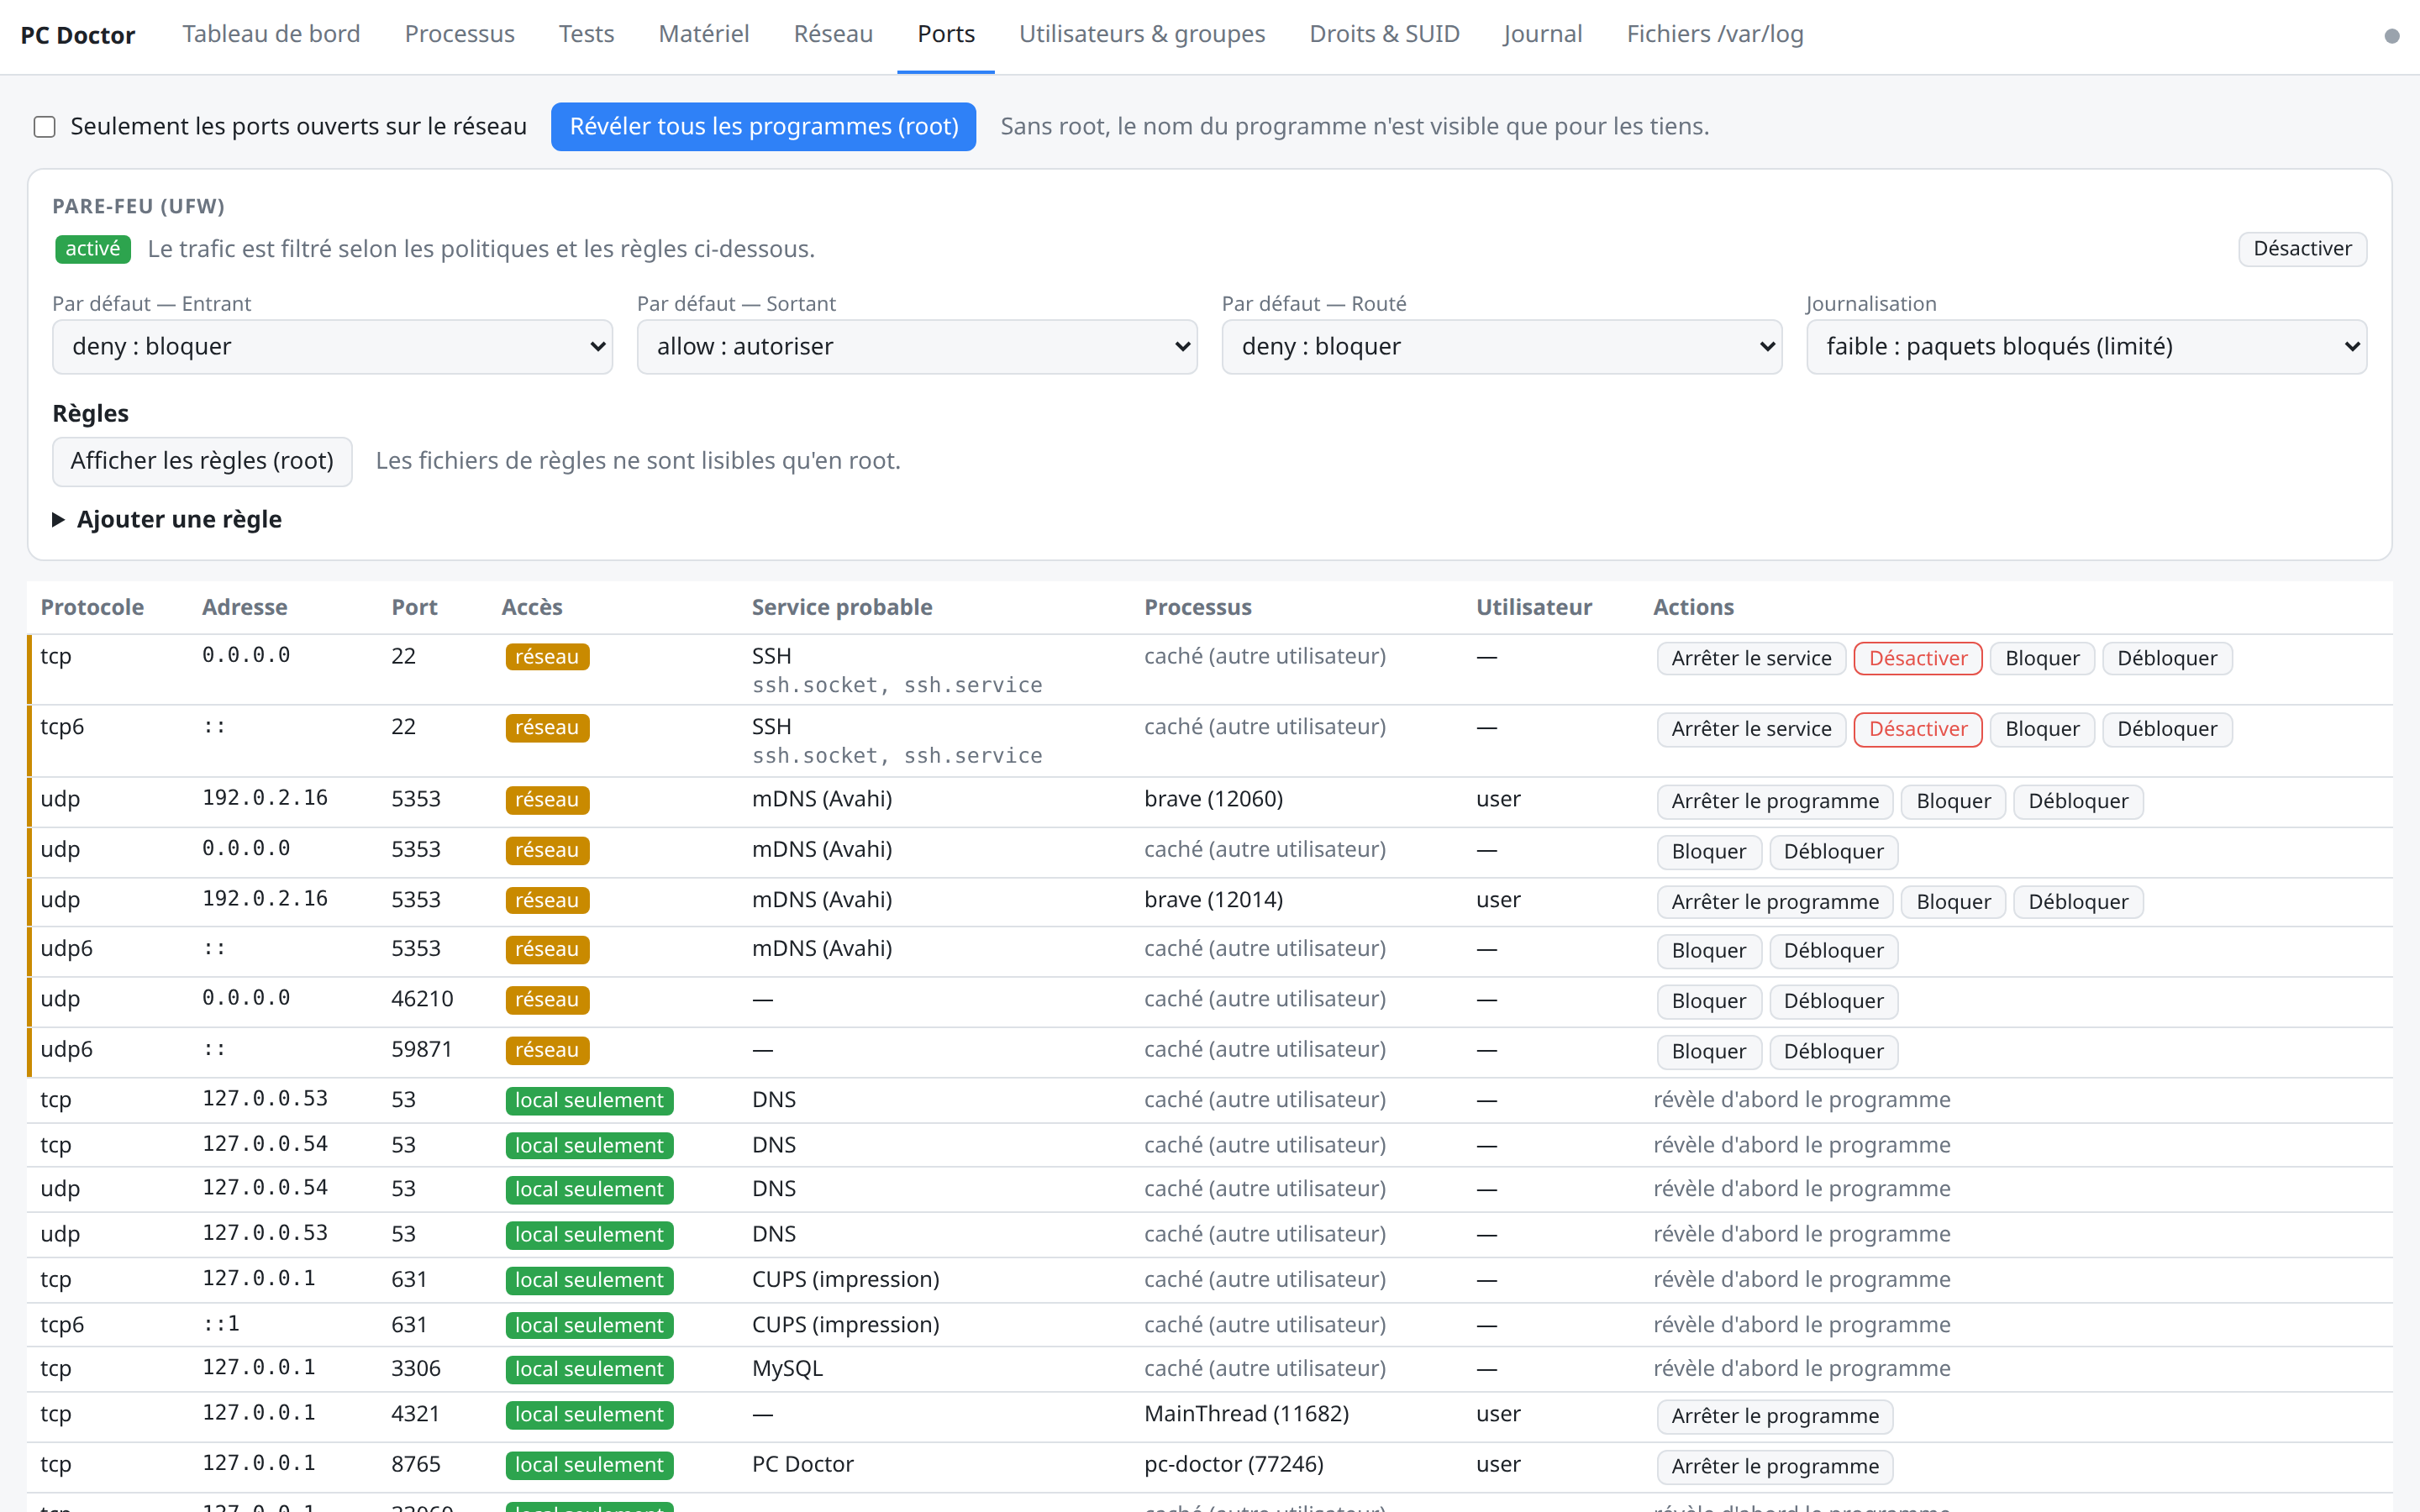 PC Doctor Tableau de bord Processus Tests Matériel Réseau Ports Utilisateurs & groupes Droits & SUID Journal Fichiers /var/log
Seulement les ports ouverts sur le réseau Révéler tous les programmes (root) Sans root, le nom du programme n'est visible que pour les tiens.
PARE-FEU (UFW)
activé Le trafic est filtré selon les politiques et les règles ci-dessous. Désactiver
Par défaut — Entrant Par défaut — Sortant Par défaut — Routé Journalisation
deny : bloquer allow : autoriser deny : bloquer faible : paquets bloqués (limité)
Règles
Afficher les règles (root) Les fichiers de règles ne sont lisibles qu'en root.
Ajouter une règle
Protocole Adresse Port Accès Service probable Processus Utilisateur Actions
tcp 0.0.0.0 22 réseau SSH caché (autre utilisateur) — Arrêter le service Désactiver Bloquer Débloquer
ssh.socket, ssh.service
tcp6 :: 22 réseau SSH caché (autre utilisateur) — Arrêter le service Désactiver Bloquer Débloquer
ssh.socket, ssh.service
udp 192.0.2.16 5353 réseau mDNS (Avahi) brave (12060) user Arrêter le programme Bloquer Débloquer
udp 0.0.0.0 5353 réseau mDNS (Avahi) caché (autre utilisateur) — Bloquer Débloquer
udp 192.0.2.16 5353 réseau mDNS (Avahi) brave (12014) user Arrêter le programme Bloquer Débloquer
udp6 :: 5353 réseau mDNS (Avahi) caché (autre utilisateur) — Bloquer Débloquer
udp 0.0.0.0 46210 réseau — caché (autre utilisateur) — Bloquer Débloquer
udp6 :: 59871 réseau — caché (autre utilisateur) — Bloquer Débloquer
tcp 127.0.0.53 53 local seulement DNS caché (autre utilisateur) — révèle d'abord le programme
tcp 127.0.0.54 53 local seulement DNS caché (autre utilisateur) — révèle d'abord le programme
udp 127.0.0.54 53 local seulement DNS caché (autre utilisateur) — révèle d'abord le programme
udp 127.0.0.53 53 local seulement DNS caché (autre utilisateur) — révèle d'abord le programme
tcp 127.0.0.1 631 local seulement CUPS (impression) caché (autre utilisateur) — révèle d'abord le programme
tcp6 ::1 631 local seulement CUPS (impression) caché (autre utilisateur) — révèle d'abord le programme
tcp 127.0.0.1 3306 local seulement MySQL caché (autre utilisateur) — révèle d'abord le programme
tcp 127.0.0.1 4321 local seulement — MainThread (11682) user Arrêter le programme
tcp 127.0.0.1 8765 local seulement PC Doctor pc-doctor (77246) user Arrêter le programme